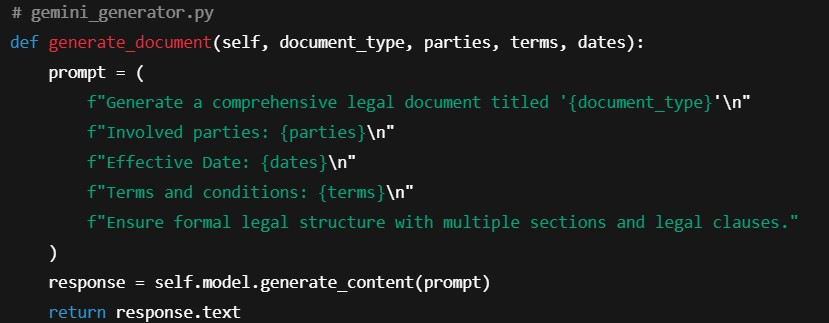 # gemini_generator.py
def generate_document(self, document_type, parties, terms, dates):
    prompt = (
        f"Generate a comprehensive legal document titled '{document_type}'\n"
        f"Involved parties: {parties}\n"
        f"Effective Date: {dates}\n"
        f"Terms and conditions: {terms}\n"
        f"Ensure formal legal structure with multiple sections and legal clauses."
    )
    response = self.model.generate_content(prompt)
    return response.text